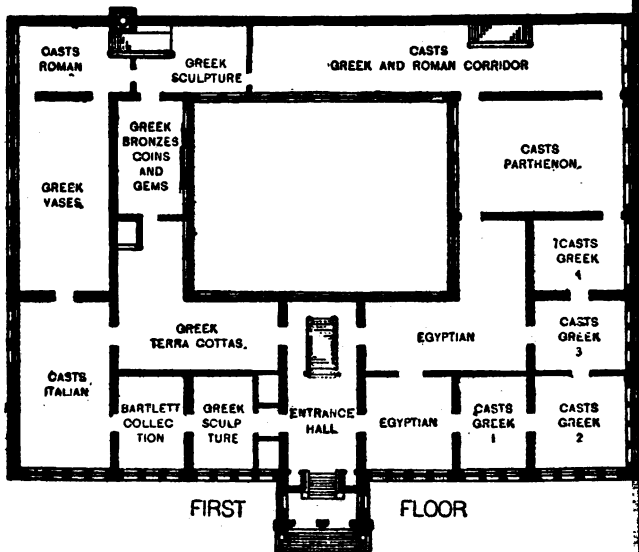 CASTS
ROMAN
GREEK
SCULPTURE
CASTS
GREEK AND ROMAN CORRIDOR
GREEK
BRONZES
COINS
AND
GEMS
CASTS
PARTHENON.
GREEK
VASES
CASTS
GREEK
4
GREEK
TERRA COTTAS.
EGYPTIAN
CASTS
GREEK
3
CASTS
ITALIAN
BARTLETT
COLLEC
TION
GREEK
SCULP
TURE
ENTRANCE
HALL
EGYPTIAN
CASTS
GREEK
1
CASTS
GREEK
2
FIRST FLOOR